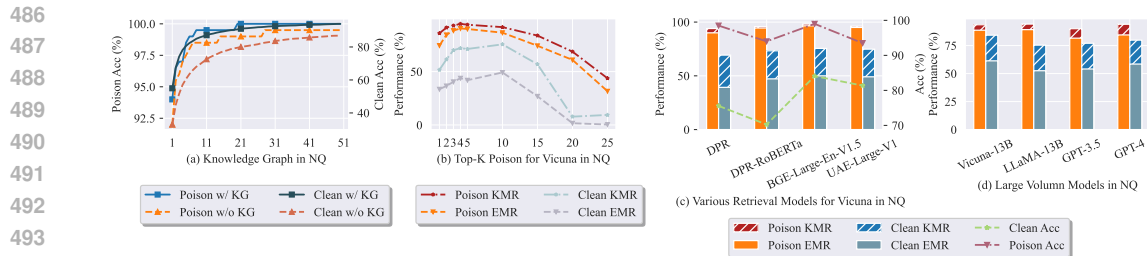 486
487
488
489
490
491
492
493
Poison Acc (%)
100.0
97.5
95.0
92.5
Clean Acc (%)
80
60
40
1 11 21 31 41 51
(a) Knowledge Graph in NQ
Poison w/ KG
Clean w/ KG
Poison w/o KG
Clean w/o KG
Performance (%)
50
0
1 2 3 4 5 10 15 20 25
(b) Top-K Poison for Vicuna in NQ
Poison KMR
Clean KMR
Poison EMR
Clean EMR
Performance (%)
100
50
0
Acc (%)
100
90
80
70
DPR
DPR-RoBERTa
BGE-Large-En-V1.5
UAE-Large-V1
(c) Various Retrieval Models for Vicuna in NQ
Performance (%)
75
50
25
0
Vicuna-13B
LLaMA-13B
GPT-3.5
GPT-4
(d) Large Volumn Models in NQ
Poison KMR
Clean KMR
Clean Acc
Poison EMR
Clean EMR
Poison Acc